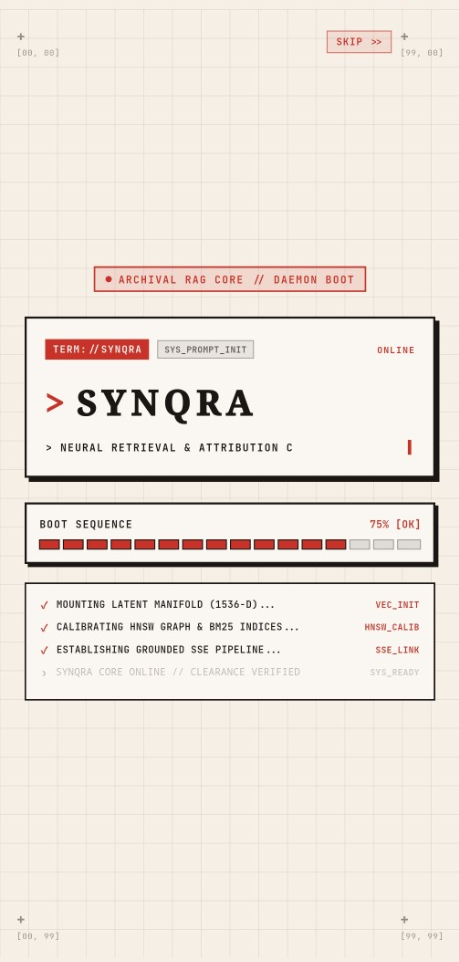 + +
SKIP >>
[00, 00] [99, 00]
ARCHIVAL RAG CORE // DAEMON BOOT
TERM://SYNQRA SYS_PROMPT_INIT ONLINE
> SYNQRA
> NEURAL RETRIEVAL & ATTRIBUTION C
BOOT SEQUENCE 75% [OK]
✓ MOUNTING LATENT MANIFOLD (1536-D)... VEC_INIT
✓ CALIBRATING HNSW GRAPH & BM25 INDICES... HNSW_CALIB
✓ ESTABLISHING GROUNDED SSE PIPELINE... SSE_LINK
› SYNQRA CORE ONLINE // CLEARANCE VERIFIED SYS_READY
+ +
[00, 99] [99, 99]